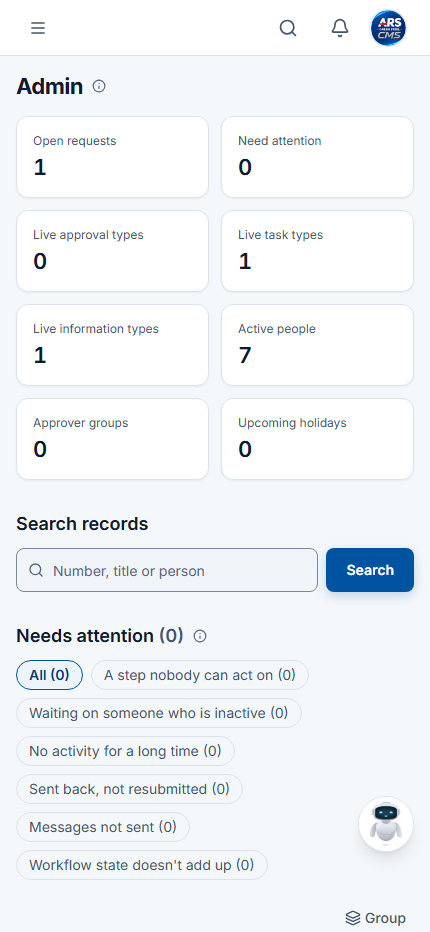 ARS
CMS
Admin
Open requests
1
Need attention
0
Live approval types
0
Live task types
1
Live information types
1
Active people
7
Approver groups
0
Upcoming holidays
0
Search records
Number, title or person
Search
Needs attention (0)
All (0)
A step nobody can act on (0)
Waiting on someone who is inactive (0)
No activity for a long time (0)
Sent back, not resubmitted (0)
Messages not sent (0)
Workflow state doesn't add up (0)
Group